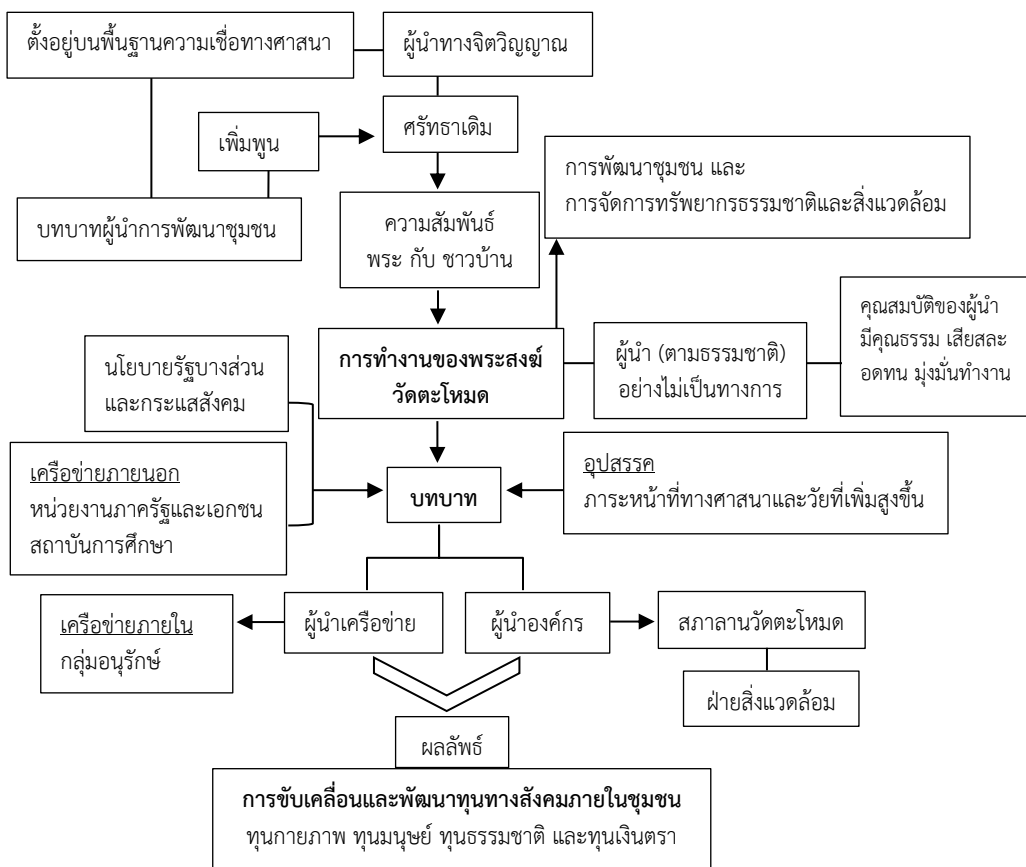 ตั้งอยู่บนพื้นฐานความเชื่อทางศาสนา
ผู้นำทางจิตวิญญาณ
เพิ่มพูน
ศรัทธาเดิม
การพัฒนาชุมชน และ
การจัดการทรัพยากรธรรมชาติและสิ่งแวดล้อม
บทบาทผู้นำการพัฒนาชุมชน
ความสัมพันธ์
พระ กับ ชาวบ้าน
คุณสมบัติของผู้นำ
มีคุณธรรม เสียสละ
อดทน มุ่งมั่นทำงาน
นโยบายรัฐบางส่วน
และกระแสสังคม
การทำงานของพระสงฆ์
วัดตะโหมด
ผู้นำ (ตามธรรมชาติ)
อย่างไม่เป็นทางการ
เครือข่ายภายนอก
หน่วยงานภาครัฐและเอกชน
สถาบันการศึกษา
บทบาท
อุปสรรค
ภาระหน้าที่ทางศาสนาและวัยที่เพิ่มสูงขึ้น
เครือข่ายภายใน
กลุ่มอนุรักษ์
ผู้นำเครือข่าย
ผู้นำองค์กร
สภาลานวัดตะโหมด
ฝ่ายสิ่งแวดล้อม
ผลลัพธ์
การขับเคลื่อนและพัฒนาทุนทางสังคมภายในชุมชน
ทุนกายภาพ ทุนมนุษย์ ทุนธรรมชาติ และทุนเงินตรา